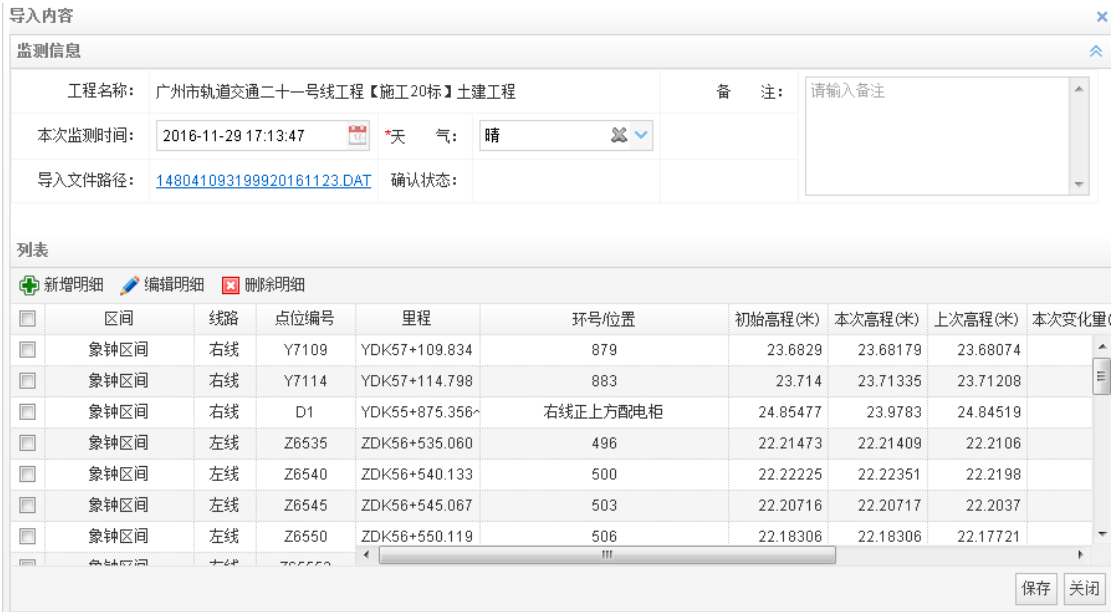 导入内容
监测信息
工程名称: 广州市轨道交通二十一号线工程【施工20标】土建工程 备 注: 请输入备注
本次监测时间: 2016-11-29 17:13:47 *天 气: 晴
导入文件路径: 148041093199920161123.DAT 确认状态:
列表
新增明细 编辑明细 删除明细
区间 线路 点位编号 里程 环号/位置 初始高程(米) 本次高程(米) 上次高程(米) 本次变化量(
象钟区间 右线 Y7109 YDK57+109.834 879 23.6829 23.68179 23.68074
象钟区间 右线 Y7114 YDK57+114.798 883 23.714 23.71335 23.71208
象钟区间 右线 D1 YDK55+875.356~ 右线正上方配电柜 24.85477 23.9783 24.84519
象钟区间 左线 Z6535 ZDK56+535.060 496 22.21473 22.21409 22.2106
象钟区间 左线 Z6540 ZDK56+540.133 500 22.22225 22.22351 22.2198
象钟区间 左线 Z6545 ZDK56+545.067 503 22.20716 22.20717 22.2037
象钟区间 左线 Z6550 ZDK56+550.119 506 22.18306 22.18306 22.17721
象钟区间 左线
保存 关闭